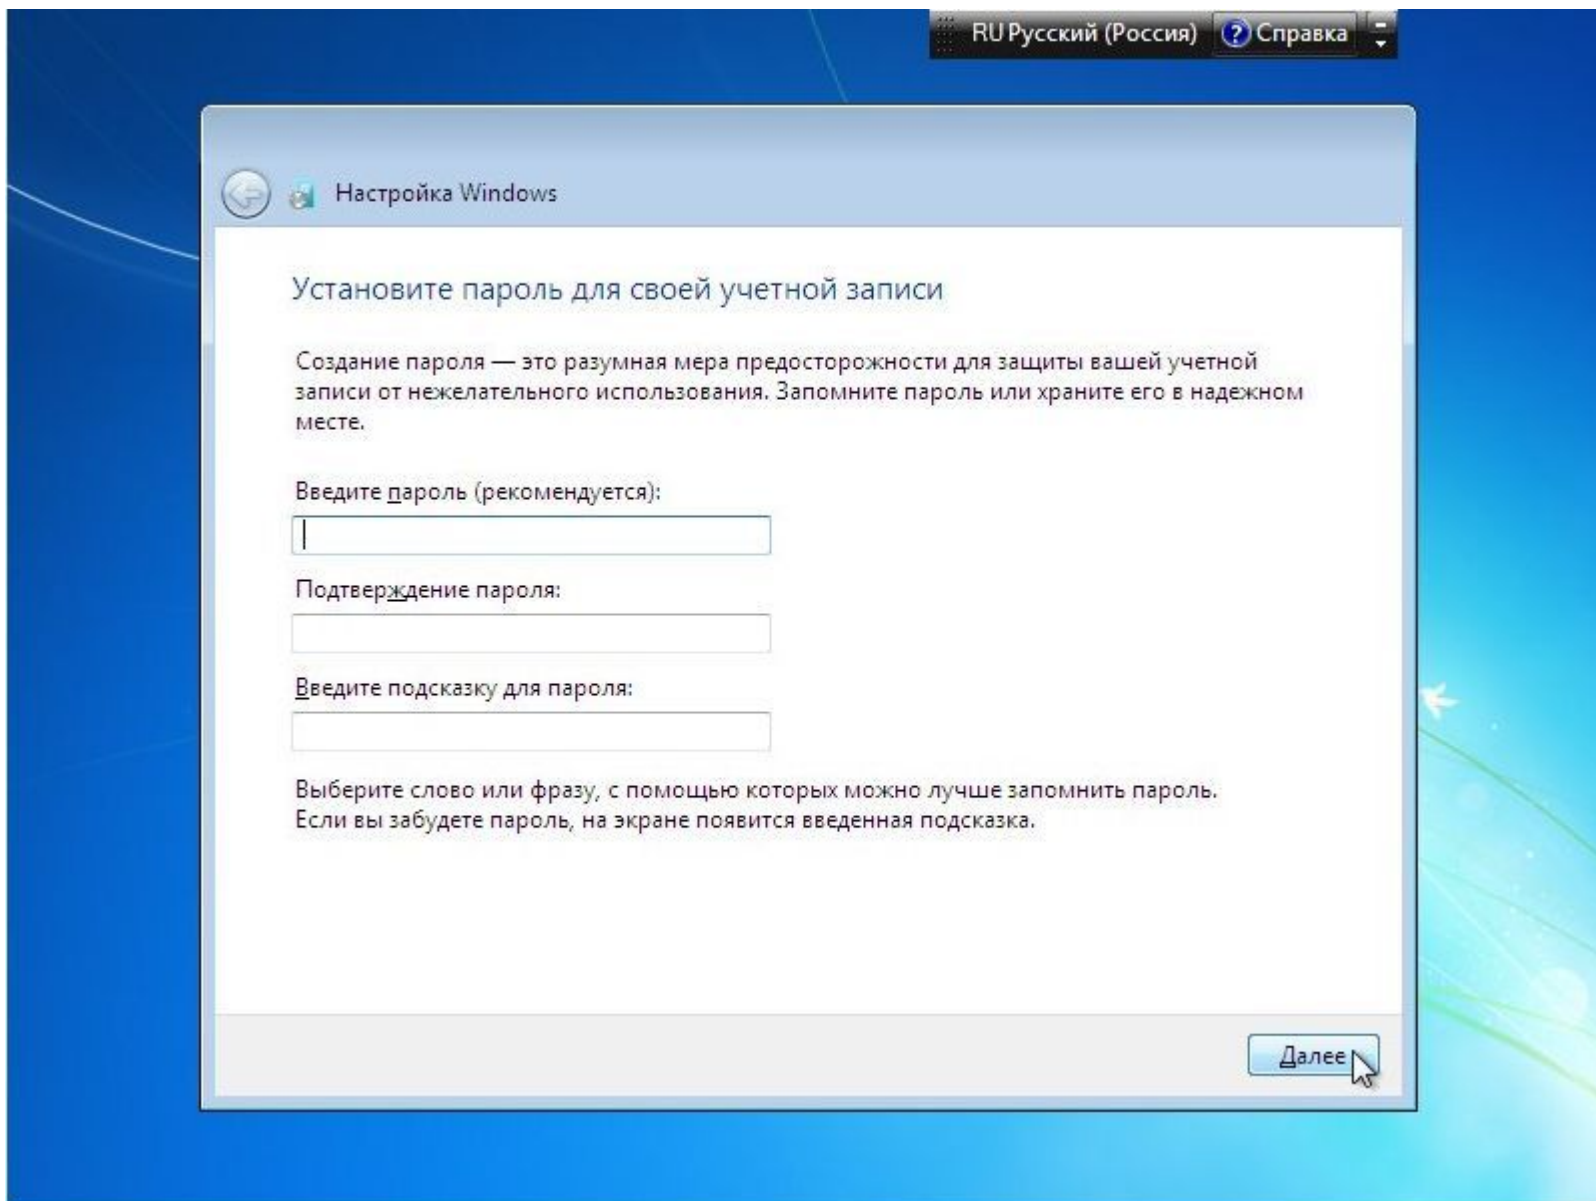 RU Русский (Россия) ? Справка
Настройка Windows
Установите пароль для своей учетной записи
Создание пароля — это разумная мера предосторожности для защиты вашей учетной
записи от нежелательного использования. Запомните пароль или храните его в надежном
месте.
Введите пароль (рекомендуется):
Подтверждение пароля:
Введите подсказку для пароля:
Выберите слово или фразу, с помощью которых можно лучше запомнить пароль.
Если вы забудете пароль, на экране появится введенная подсказка.
Далее